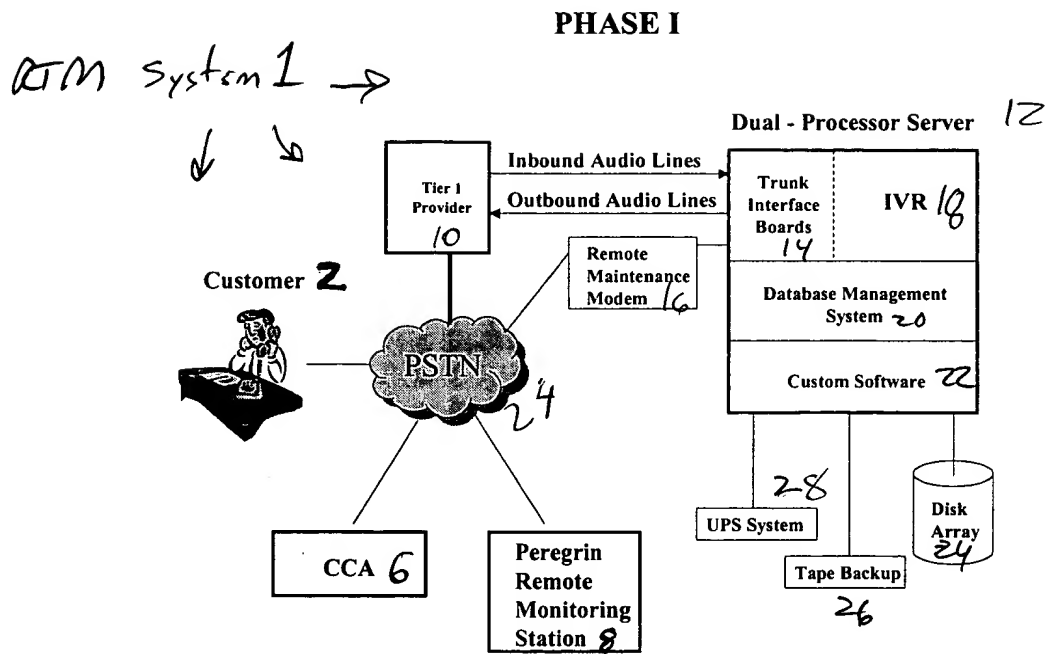 PHASE I
RTM System 1 →
Dual - Processor Server 12
Inbound Audio Lines
Outbound Audio Lines
Tier 1
Provider
10
Trunk
Interface
Boards
14
IVR 18
Remote
Maintenance
Modem 16
Database Management
System 20
Custom Software 22
Customer 2
PSTN
24
CCA 6
Peregrin
Remote
Monitoring
Station 8
28
UPS System
Tape Backup
26
Disk
Array
24